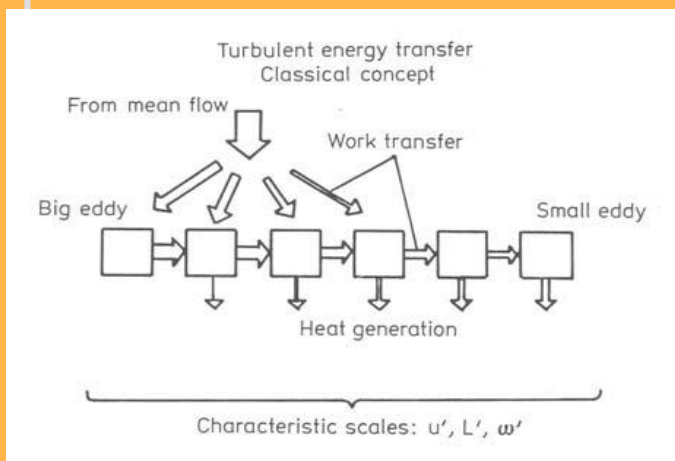 Turbulent energy transfer
Classical concept
From mean flow
Work transfer
Big eddy
Small eddy
Heat generation
Characteristic scales: u', L', ω'